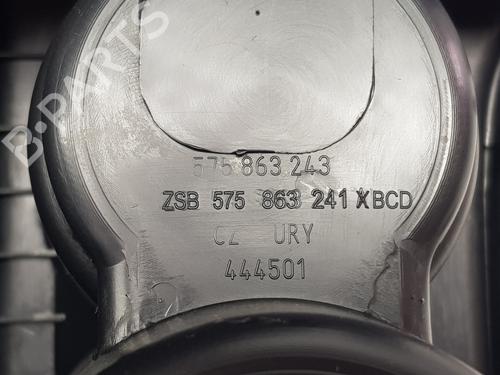 B-PARTS
575 863 243
ZSB 575 863 241 XBCD
CZ URY
444501